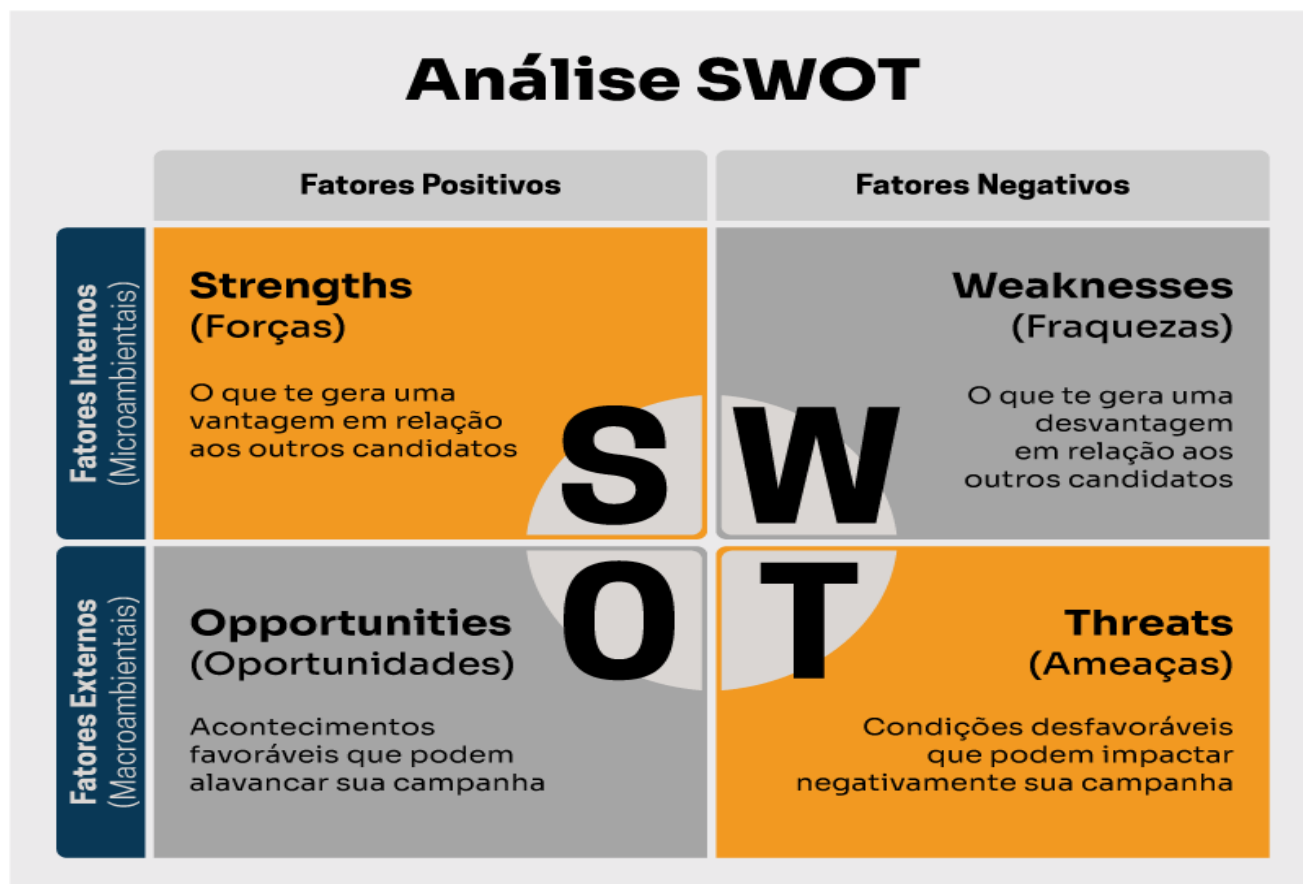 Análise SWOT
Fatores Positivos
Fatores Negativos
Fatores Internos
(Microambientais)
Strengths
(Forças)
O que te gera uma
vantagem em relação
aos outros candidatos
S
Weaknesses
(Fraquezas)
O que te gera uma
desvantagem
em relação aos
outros candidatos
W
Fatores Externos
(Macroambientais)
Opportunities
(Oportunidades)
Acontecimentos
favoráveis que podem
alavancar sua campanha
O
Threats
(Ameaças)
Condições desfavoráveis
que podem impactar
negativamente sua campanha
T